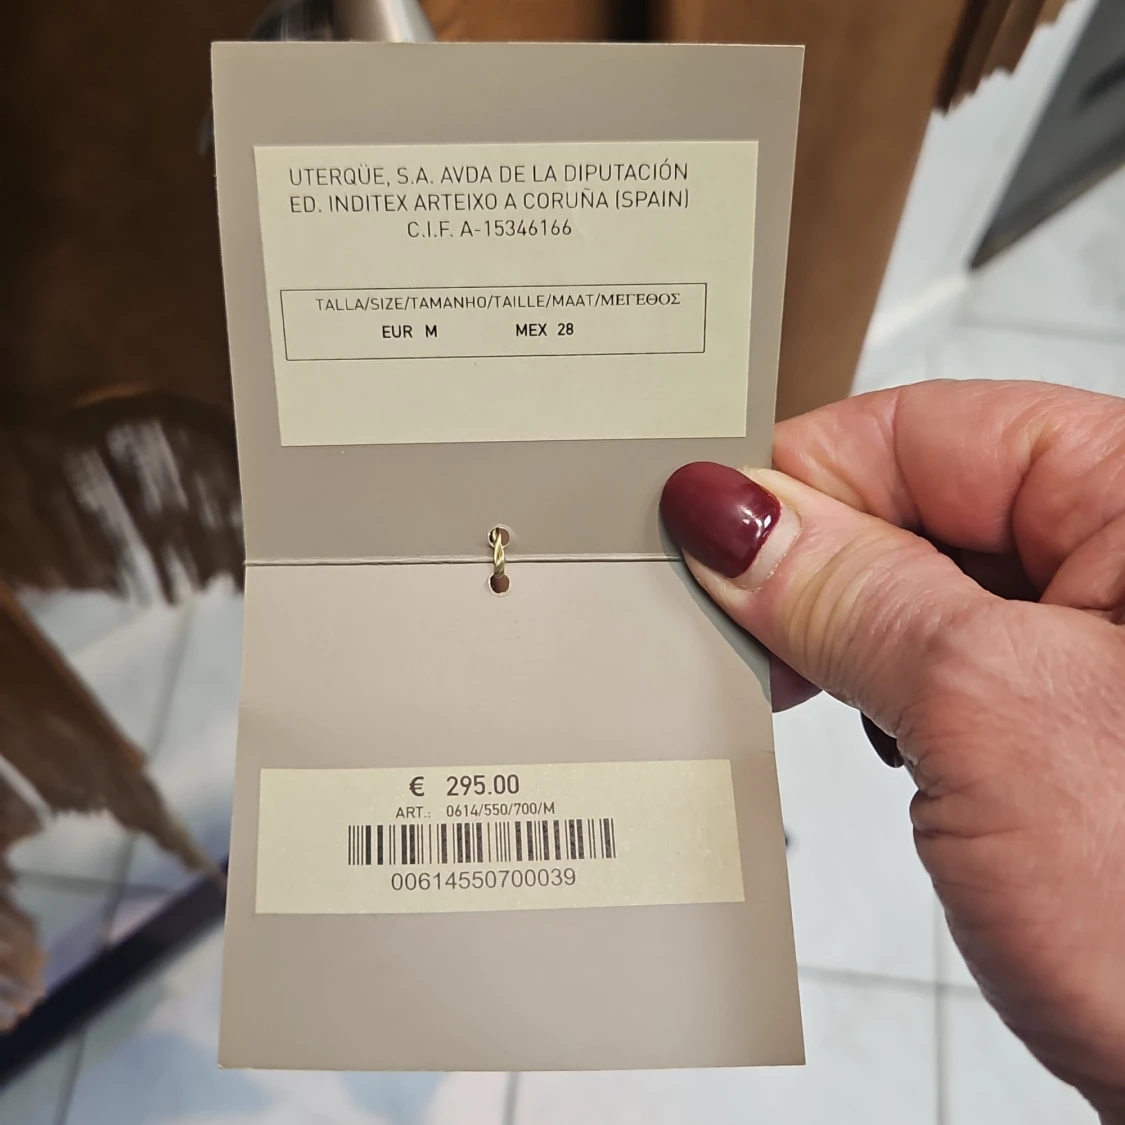 UTERQÜE, S.A. AVDA DE LA DIPUTACIÓN
ED. INDITEX ARTEIXO A CORUÑA (SPAIN)
C.I.F. A-15346166
TALLA/SIZE/TAMANHO/TAILLE/MAAT/ΜΕΓΕΘΟΣ
EUR M MEX 28
€ 295.00
ART.: 0614/550/700/M
00614550700039